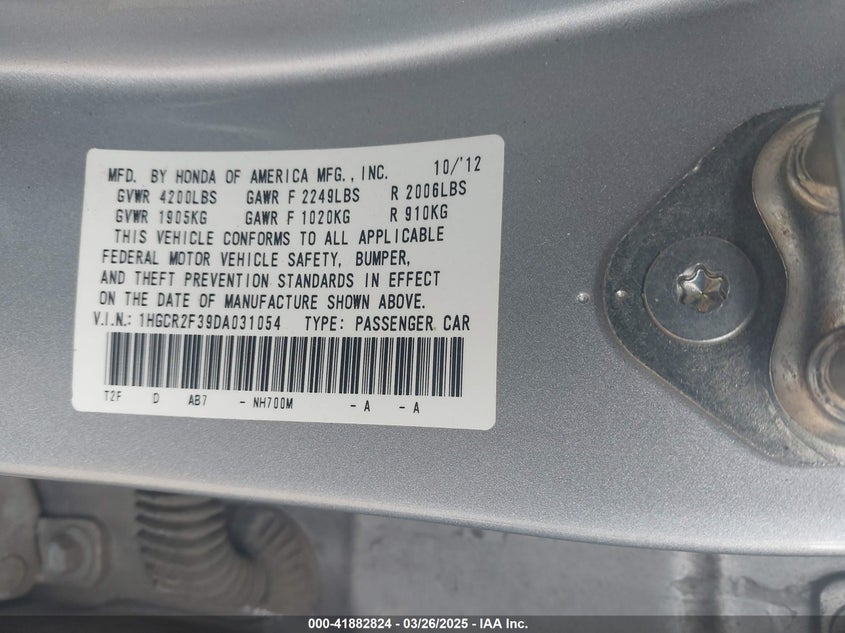 MFD. BY HONDA OF AMERICA MFG., INC. 10/'12
GVWR 4200LBS GAWR F 2249LBS R 2006LBS
GVWR 1905KG GAWR F 1020KG R 910KG
THIS VEHICLE CONFORMS TO ALL APPLICABLE
FEDERAL MOTOR VEHICLE SAFETY, BUMPER,
AND THEFT PREVENTION STANDARDS IN EFFECT
ON THE DATE OF MANUFACTURE SHOWN ABOVE.
V.I.N.: 1HGCR2F39DA031054 TYPE: PASSENGER CAR
T2F D AB7 - NH700M - A - A
000-41882824 - 03/26/2025 - IAA Inc.